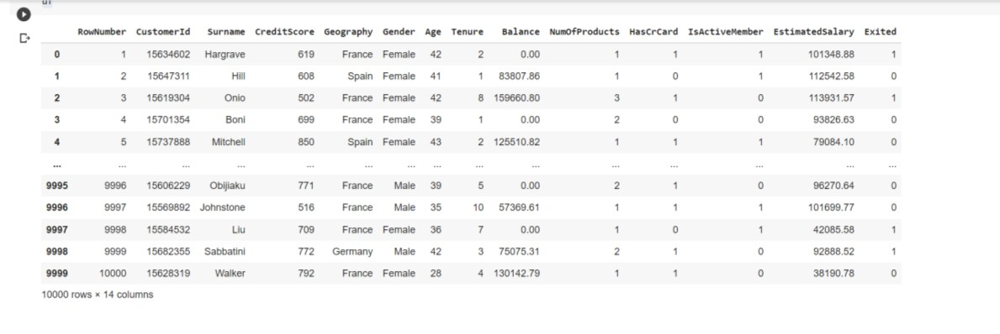 df
RowNumber CustomerId Surname CreditScore Geography Gender Age Tenure Balance NumOfProducts HasCrCard IsActiveMember EstimatedSalary Exited
0 1 15634602 Hargrave 619 France Female 42 2 0.00 1 1 1 101348.88 1
1 2 15647311 Hill 608 Spain Female 41 1 83807.86 1 0 1 112542.58 0
2 3 15619304 Onio 502 France Female 42 8 159660.80 3 1 0 113931.57 1
3 4 15701354 Boni 699 France Female 39 1 0.00 2 0 0 93826.63 0
4 5 15737888 Mitchell 850 Spain Female 43 2 125510.82 1 1 1 79084.10 0
... ... ... ... ... ... ... ... ... ... ... ... ... ... ...
9995 9996 15606229 Obijiaku 771 France Male 39 5 0.00 2 1 0 96270.64 0
9996 9997 15569892 Johnstone 516 France Male 35 10 57369.61 1 1 1 101699.77 0
9997 9998 15584532 Liu 709 France Female 36 7 0.00 1 0 1 42085.58 1
9998 9999 15682355 Sabbatini 772 Germany Male 42 3 75075.31 2 1 0 92888.52 1
9999 10000 15628319 Walker 792 France Female 28 4 130142.79 1 1 0 38190.78 0
10000 rows × 14 columns